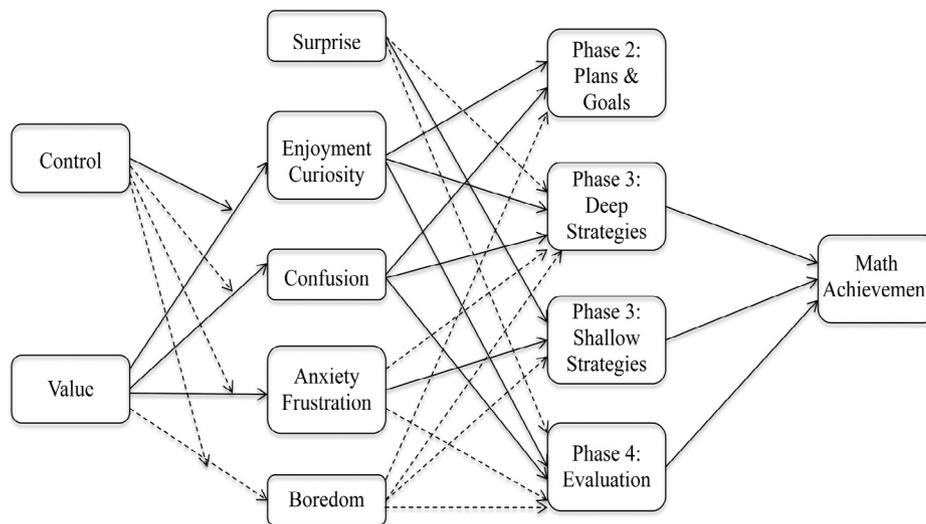 Surprise
Phase 2:
Plans &
Goals
Control
Enjoyment
Curiosity
Phase 3:
Deep
Strategies
Confusion
Math
Achievement
Phase 3:
Shallow
Strategies
Value
Anxiety
Frustration
Phase 4:
Evaluation
Boredom